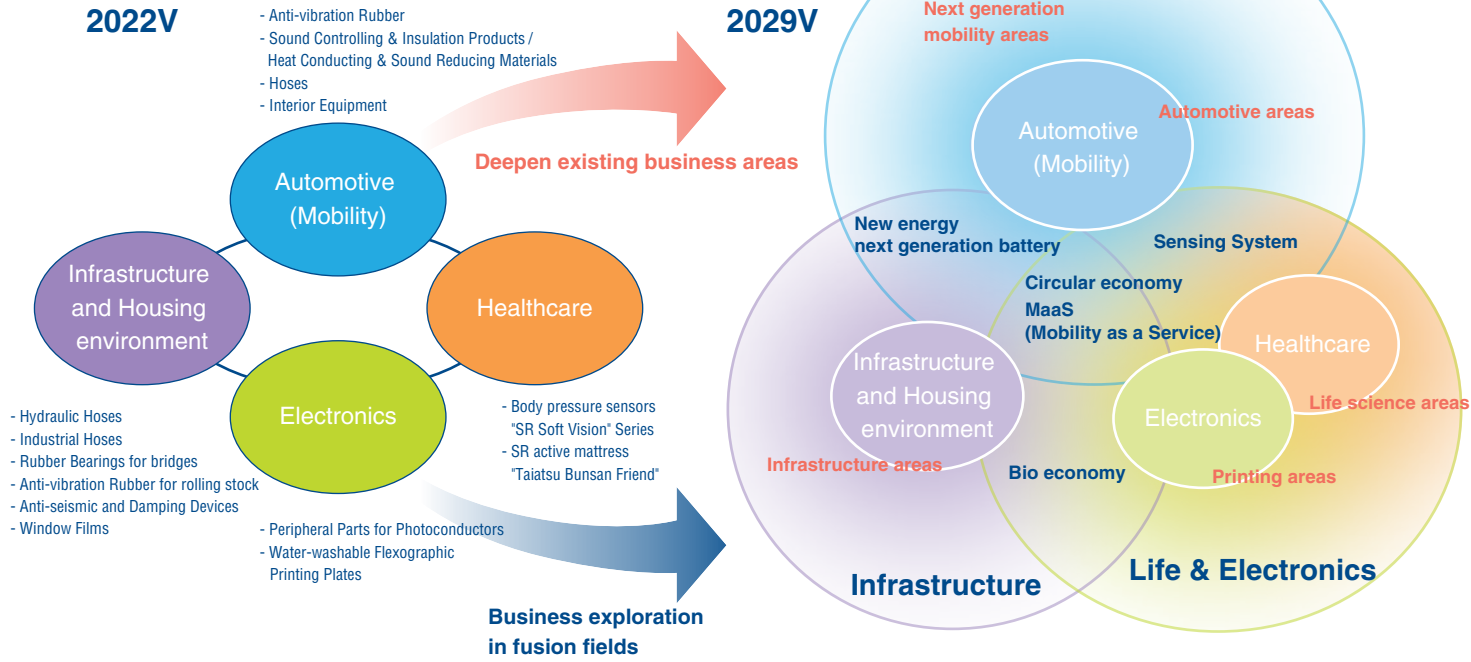 2022V
- Anti-vibration Rubber
- Sound Controlling & Insulation Products /
Heat Conducting & Sound Reducing Materials
- Hoses
- Interior Equipment
Automotive
(Mobility)
Infrastructure
and Housing
environment
Healthcare
Electronics
- Hydraulic Hoses
- Industrial Hoses
- Rubber Bearings for bridges
- Anti-vibration Rubber for rolling stock
- Anti-seismic and Damping Devices
- Window Films
- Body pressure sensors
"SR Soft Vision" Series
- SR active mattress
"Taiatsu Bunsan Friend"
- Peripheral Parts for Photoconductors
- Water-washable Flexographic
Printing Plates
Deepen existing business areas
Business exploration
in fusion fields
2029V
Next generation
mobility areas
Automotive
(Mobility)
Automotive areas
New energy
next generation battery
Sensing System
Circular economy
MaaS
(Mobility as a Service)
Infrastructure
and Housing
environment
Healthcare
Electronics
Life science areas
Infrastructure areas
Bio economy
Printing areas
Infrastructure
Life & Electronics